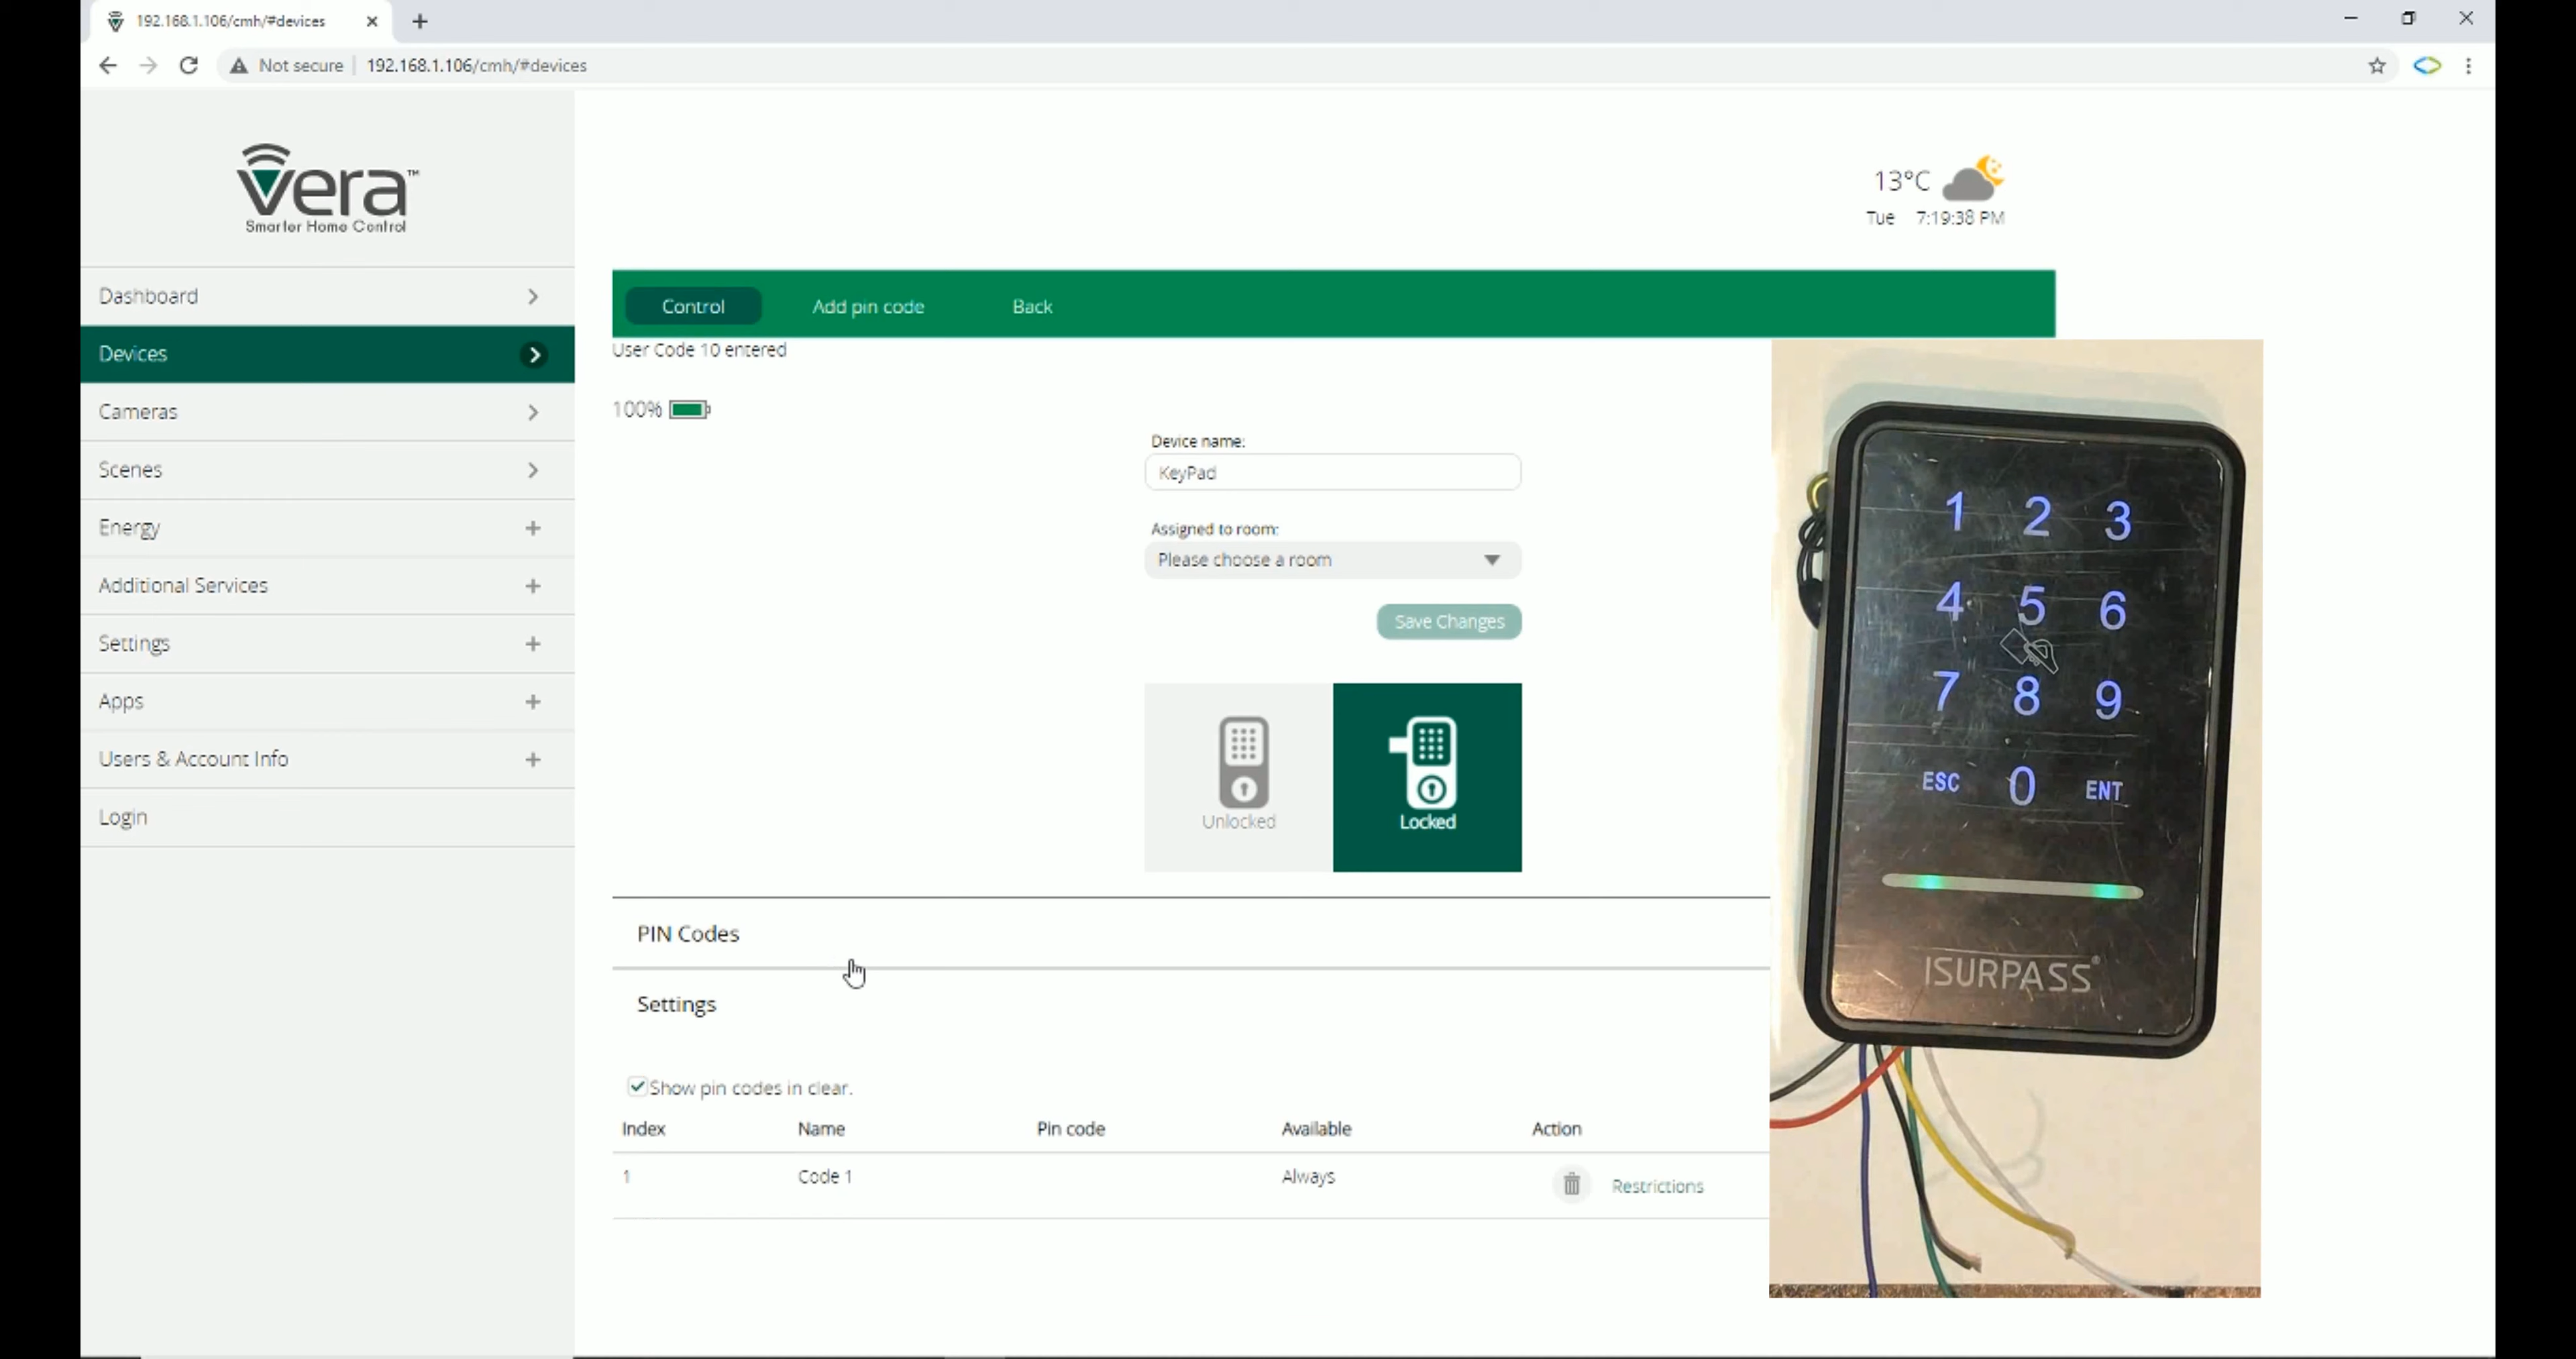 192.168.1.106/cmh/#devices
Not secure
192.168.1.106/cmh/#devices
vera™
Smarter Home Control
13°C
Tue 7:19:38 PM
Dashboard
Devices
Cameras
Scenes
Energy
Additional Services
Settings
Apps
Users & Account Info
Login
Control
Add pin code
Back
User Code 10 entered
100%
Device name:
KeyPad
Assigned to room:
Please choose a room
Save Changes
Unlocked
Locked
PIN Codes
Settings
Show pin codes in clear.
Index Name Pin code Available Action
1 Code 1 Always Restrictions
1 2 3
4 5 6
7 8 9
ESC 0 ENT
ISURPASS®